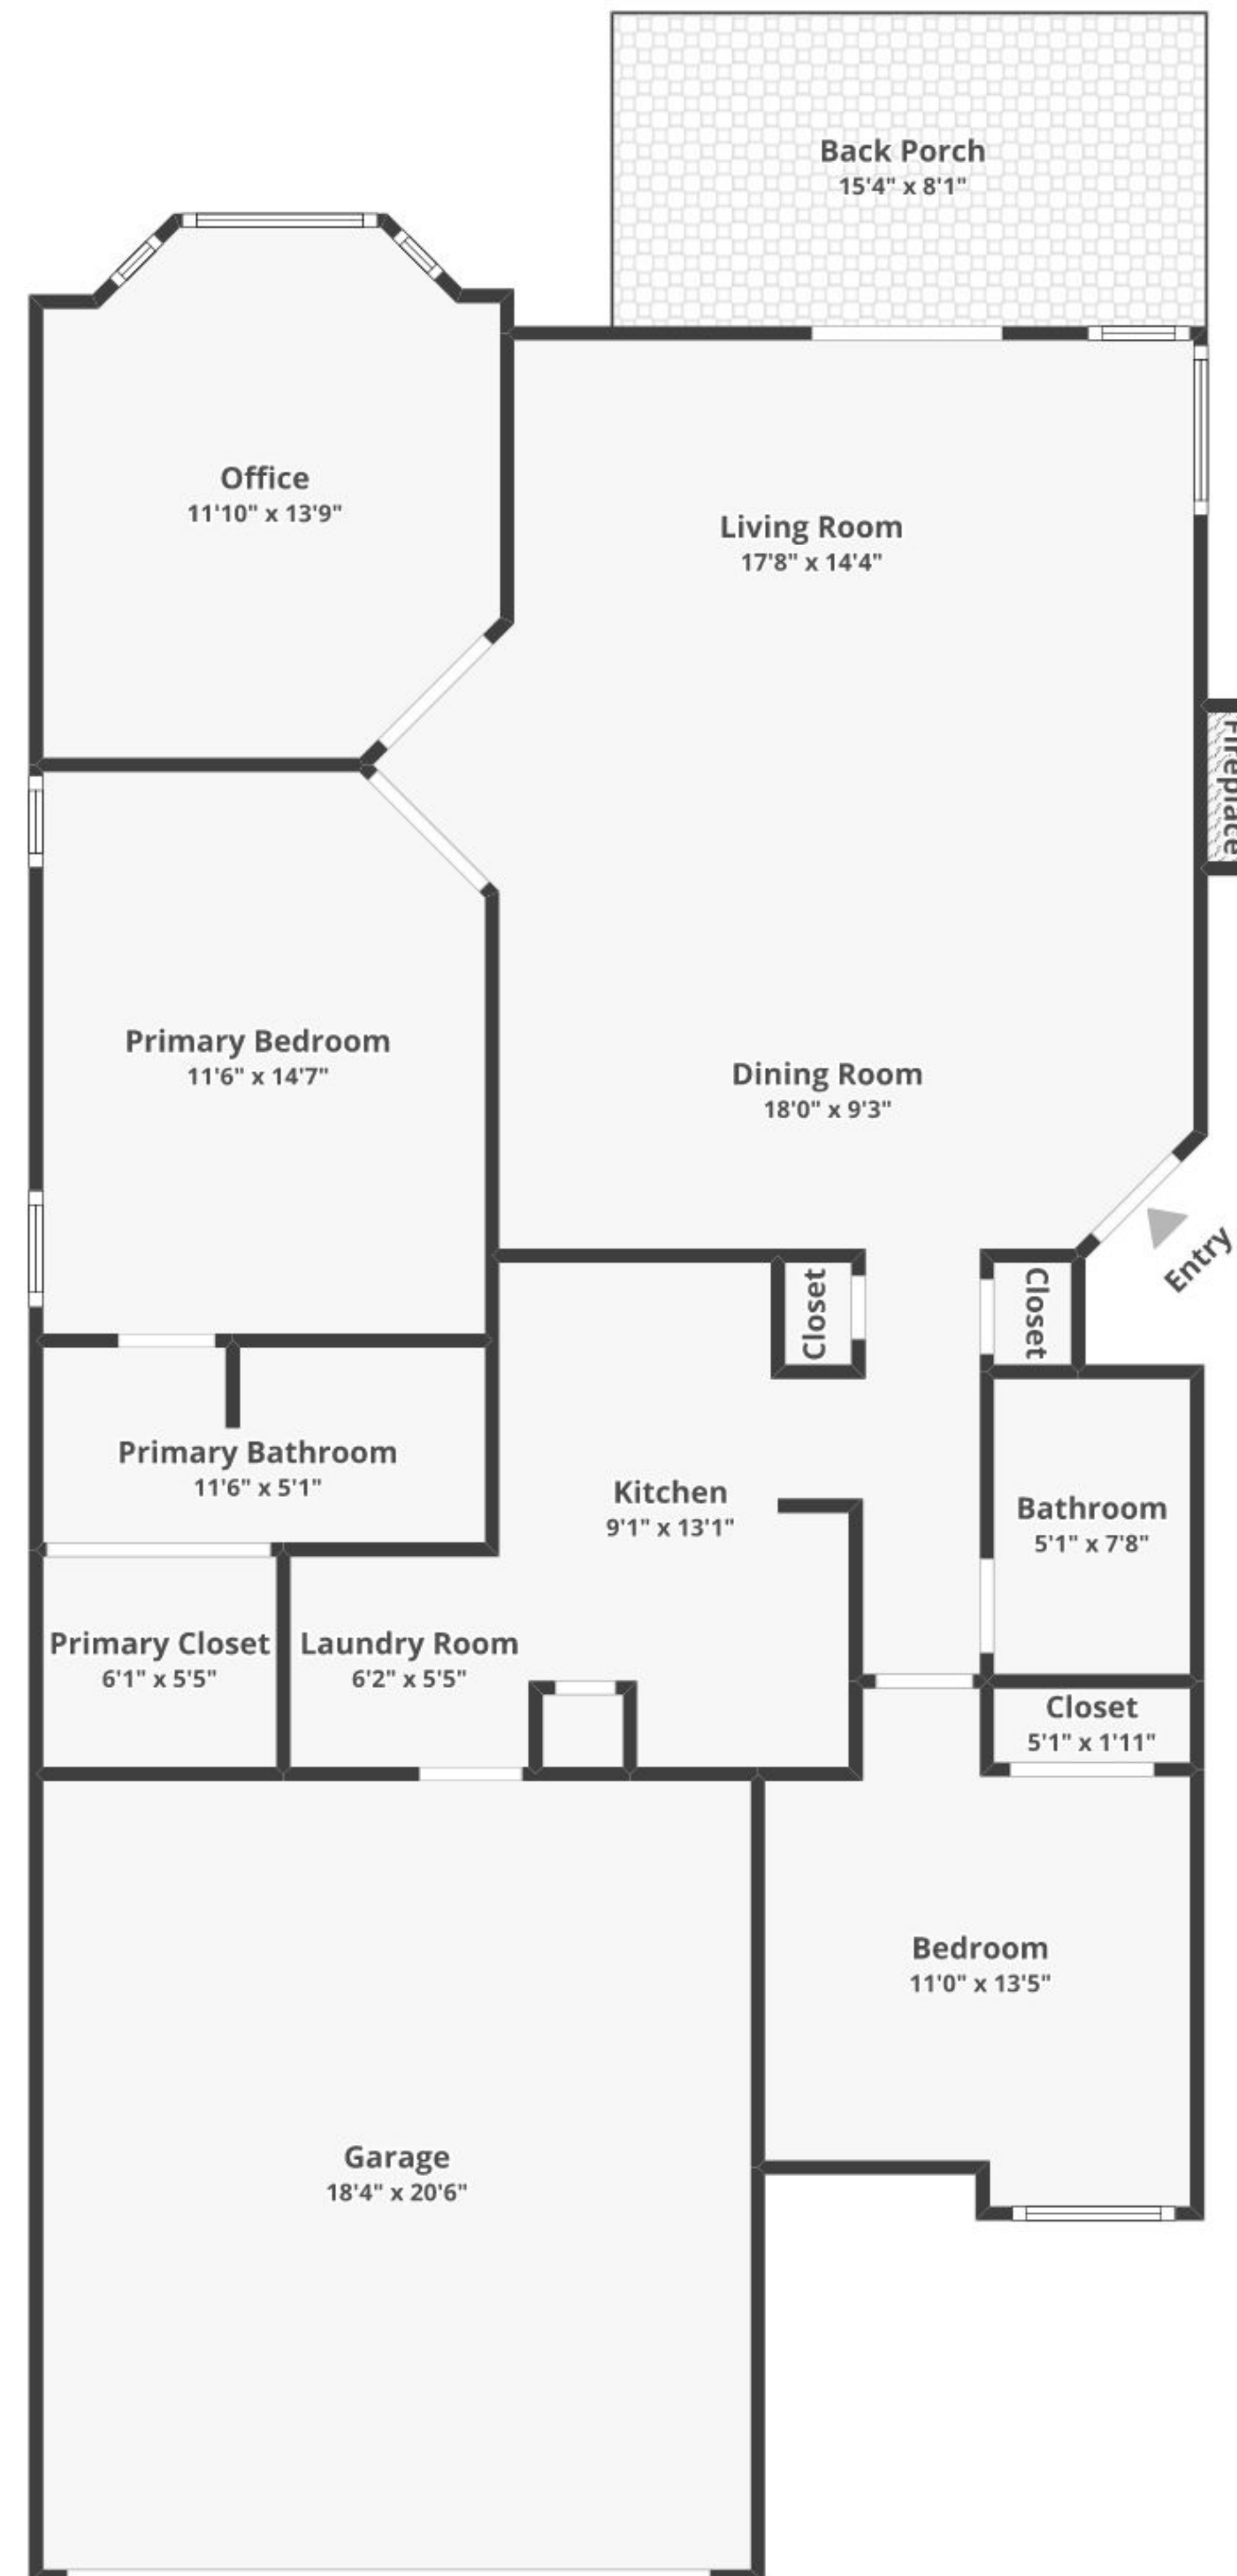 Back Porch
15'4" x 8'1"
Office
11'10" x 13'9"
Living Room
17'8" x 14'4"
Fireplace
Primary Bedroom
11'6" x 14'7"
Dining Room
18'0" x 9'3"
Entry
Closet
Closet
Primary Bathroom
11'6" x 5'1"
Kitchen
9'1" x 13'1"
Bathroom
5'1" x 7'8"
Primary Closet
6'1" x 5'5"
Laundry Room
6'2" x 5'5"
Closet
5'1" x 1'11"
Bedroom
11'0" x 13'5"
Garage
18'4" x 20'6"